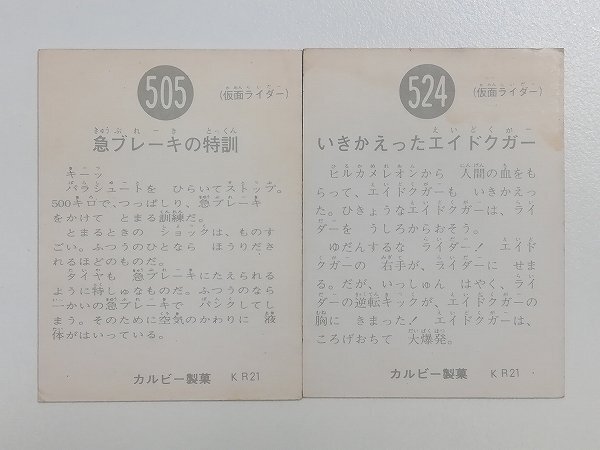 505
(仮面ライダー)
急ブレーキの特訓
キーッ
パラシュートを ひらいてストップ。
500キロで、つっぱしり、急ブレーキ
をかけて とまる訓練だ。
とまるときの ショックは、ものす
ごい。ふつうのひとなら ほうりださ
れるほどのものだ。
タイヤも 急ブレーキにたえられる
ように特しゅなものだ。ふつうのなら
一かいの急ブレーキで パンクしてし
まう。そのために空気のかわりに 液
体がはいっている。
カルビー製菓 KR21
524
(仮面ライダー)
いきかえったエイドクガー
ヒルカメレオンから 人間の血をも
らって、エイドクガーも いきかえっ
た。ひきょうなエイドクガーは、ライ
ダーを うしろからおそう。
ゆだんするな ライダー! エイド
クガーの 右手が、ライダーに せま
る。だが、いっしゅん はやく、ライ
ダーの逆転キックが、エイドクガーの
胸に きまった! エイドクガーは、
ころげおちて 大爆発。
カルビー製菓 KR21